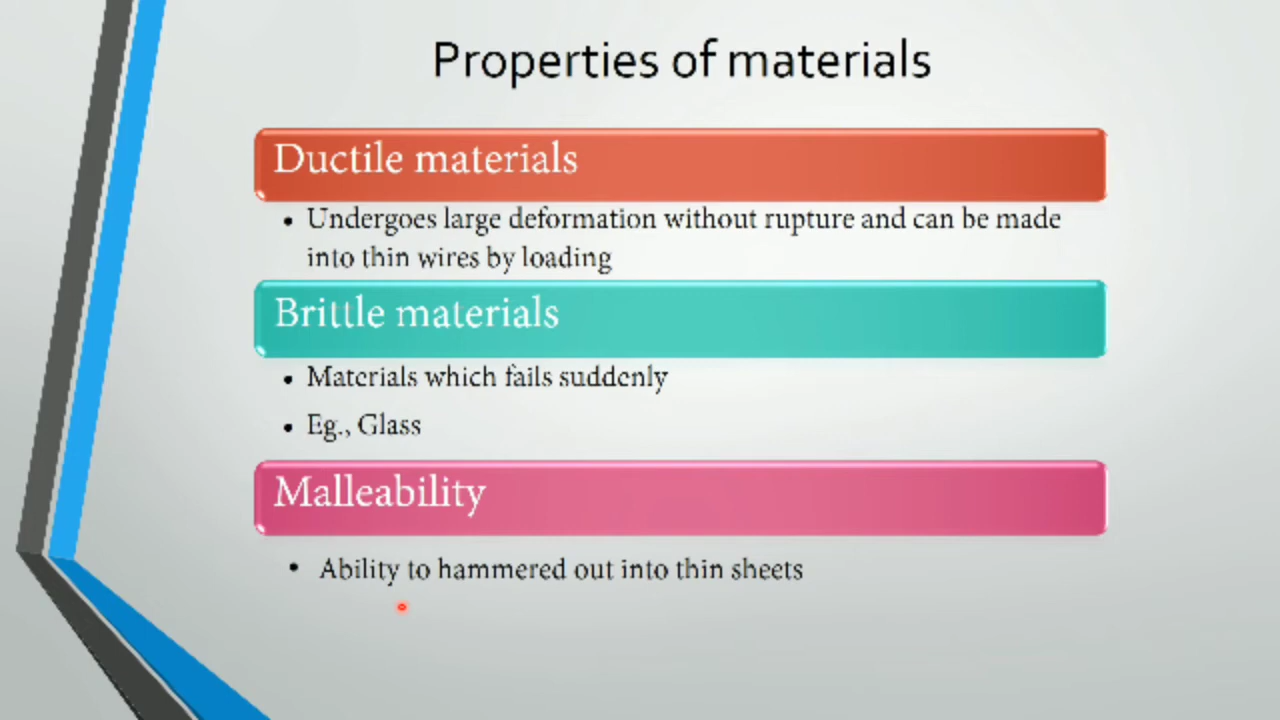 Properties of materials
Ductile materials
• Undergoes large deformation without rupture and can be made
into thin wires by loading
Brittle materials
• Materials which fails suddenly
• Eg., Glass
Malleability
• Ability to hammered out into thin sheets